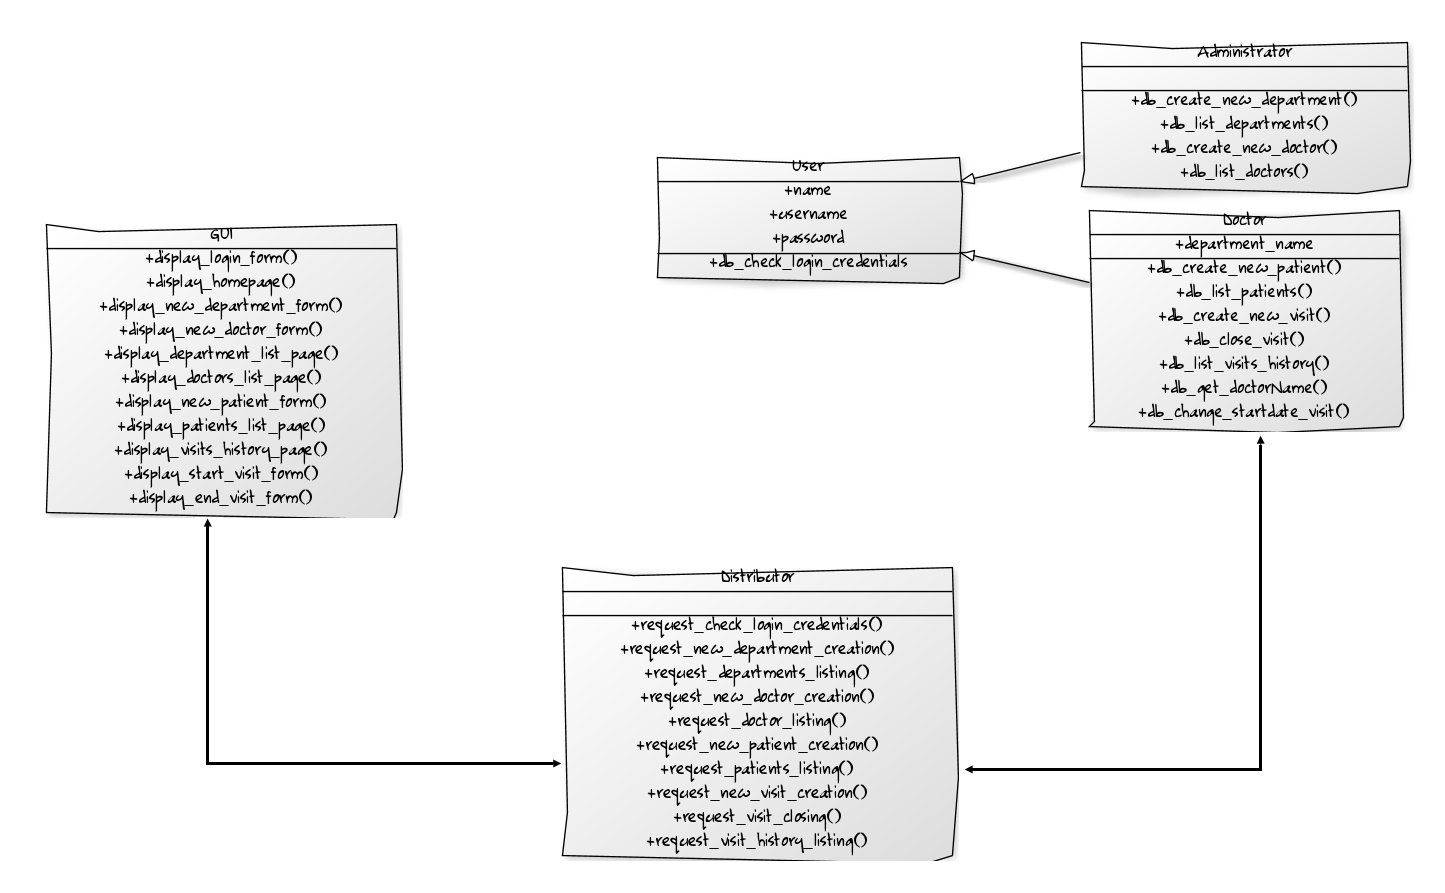 Administrator
+db_create_new_department()
+db_list_departments()
+db_create_new_doctor()
+db_list_doctors()
User
+name
+username
+password
+db_check_login_credentials
Doctor
+department_name
+db_create_new_patient()
+db_list_patients()
+db_create_new_visit()
+db_close_visit()
+db_list_visits_history()
+db_get_doctorName()
+db_change_startdate_visit()
GUI
+display_login_form()
+display_homepage()
+display_new_department_form()
+display_new_doctor_form()
+display_department_list_page()
+display_doctors_list_page()
+display_new_patient_form()
+display_patients_list_page()
+display_visits_history_page()
+display_start_visit_form()
+display_end_visit_form()
Distributor
+request_check_login_credentials()
+request_new_department_creation()
+request_departments_listing()
+request_new_doctor_creation()
+request_doctor_listing()
+request_new_patient_creation()
+request_patients_listing()
+request_new_visit_creation()
+request_visit_closing()
+request_visit_history_listing()